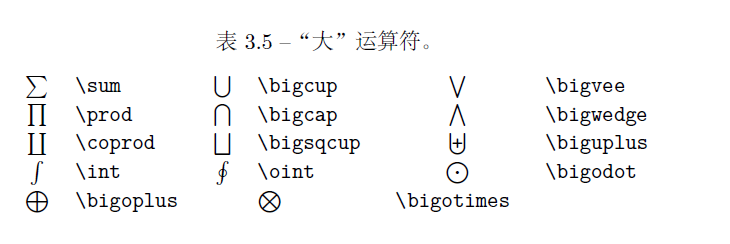 表 3.5 – “大”运算符。
∑ \sum ⋃ \bigcup ⋁ \bigvee
∏ \prod ⋂ \bigcap ⋀ \bigwedge
∐ \coprod ⨆ \bigsqcup ⨄ \biguplus
∫ \int ∮ \oint ⨀ \bigodot
⨁ \bigoplus ⨂ \bigotimes